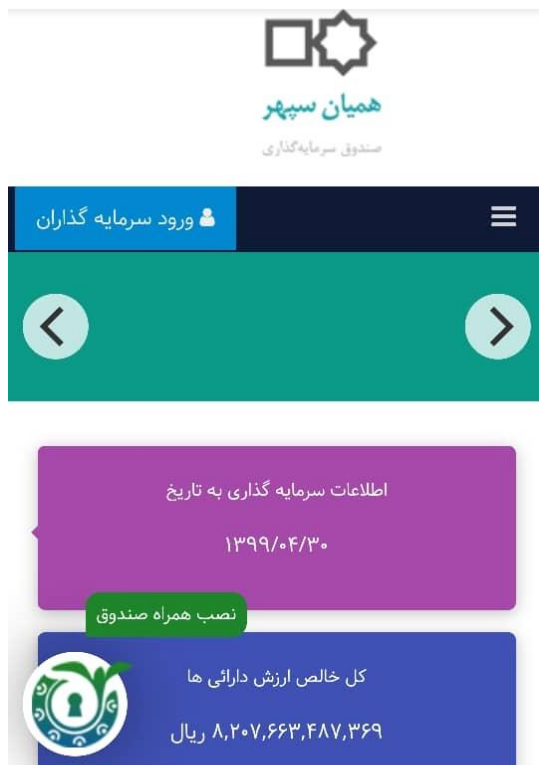 همیان سپهر
صندوق سرمایه‌گذاری
ورود سرمایه گذاران
اطلاعات سرمایه گذاری به تاریخ
۱۳۹۹/۰۴/۳۰
نصب همراه صندوق
کل خالص ارزش دارائی ها
۸,۲۰۷,۶۶۳,۴۸۷,۳۶۹ ریال